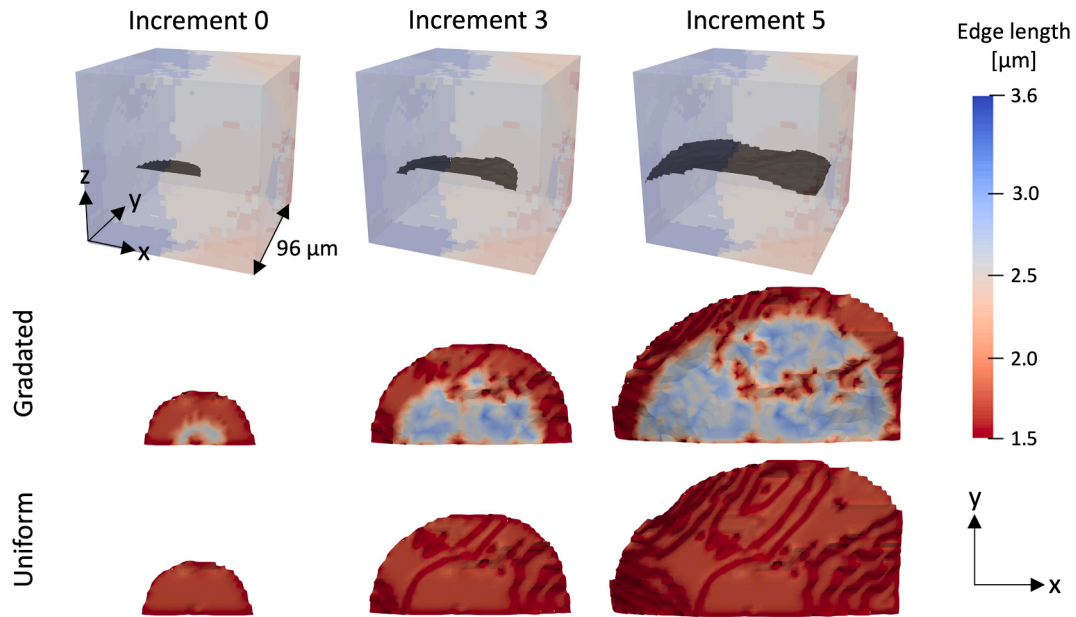 Increment 0
Increment 3
Increment 5
Edge length
[µm]
z
y
x
96 µm
3.6
3.0
2.5
2.0
1.5
Gradated
Uniform
y
x